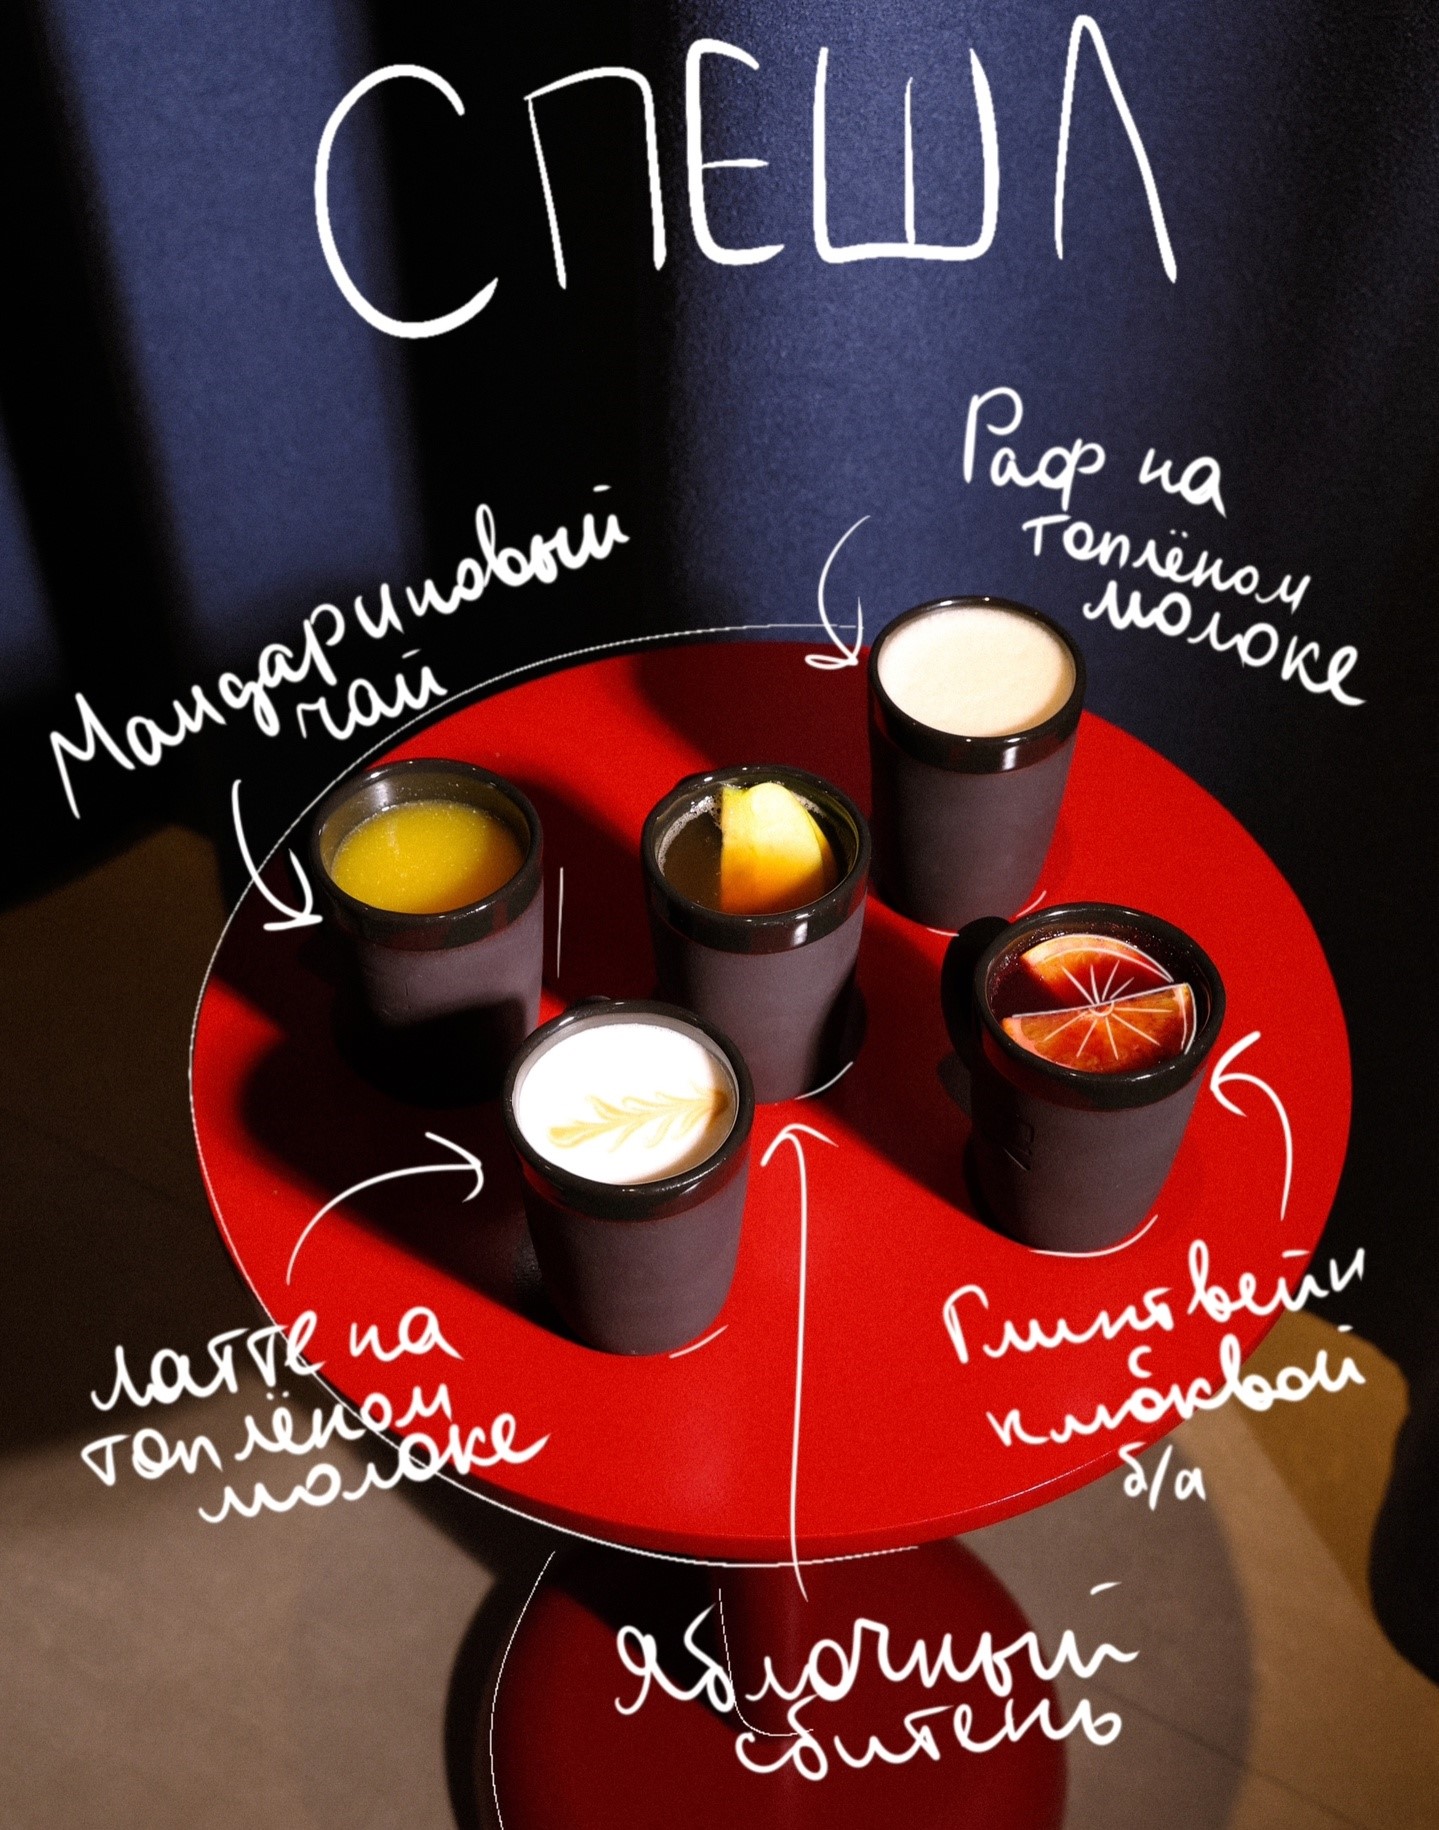 СПЕШЛ
Раф на
топлёном
молоке
Мандариновый
чай
Латте на
топлёном
молоке
Глинтвейн
с
клюквой
б/а
Яблочный
сбитень